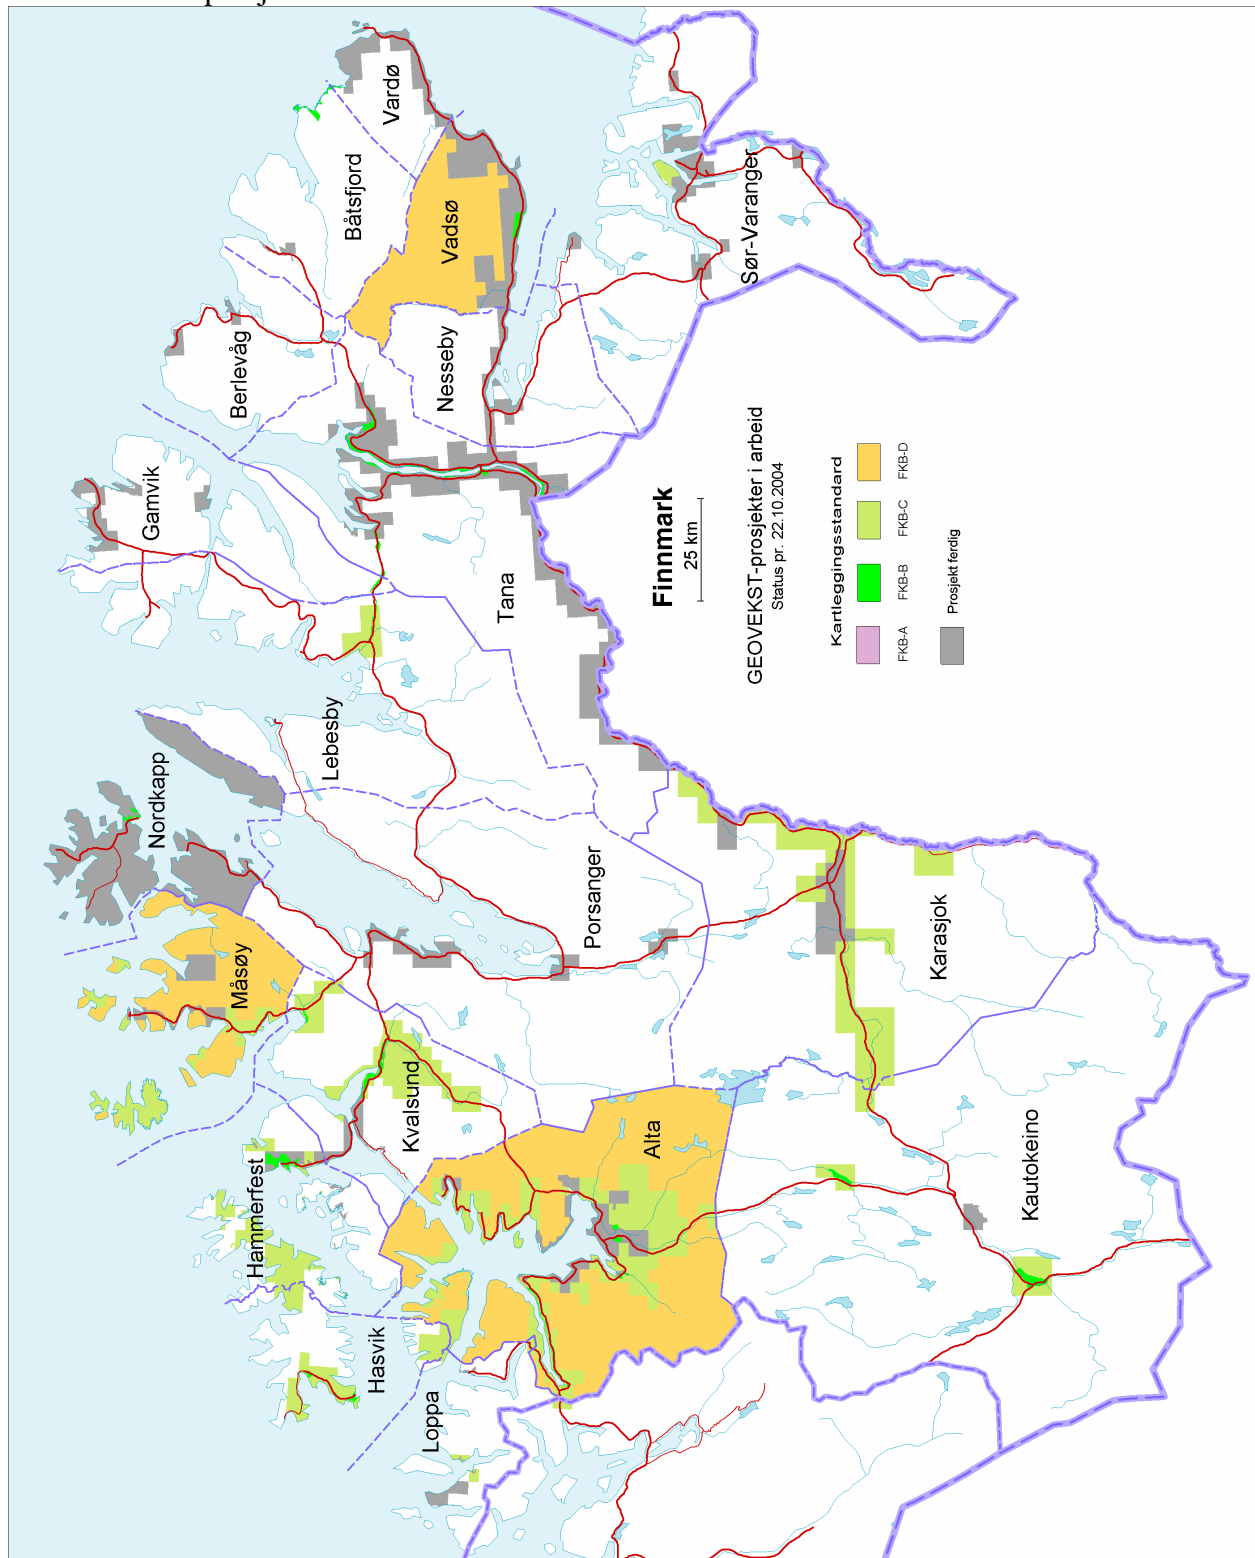 Vardø
Båtsfjord
Vadsø
Sør-Varanger
Berlevåg
Nesseby
Gamvik
Tana
Lebesby
Nordkapp
Porsanger
Måsøy
Karasjok
Kvalsund
Hammerfest
Alta
Kautokeino
Hasvik
Loppa
Finnmark
25 km
GEOVEKST-prosjekter i arbeid
Status pr. 22.10.2004
Kartleggingsstandard
FKB-A
FKB-B
FKB-C
FKB-D
Prosjekt ferdig